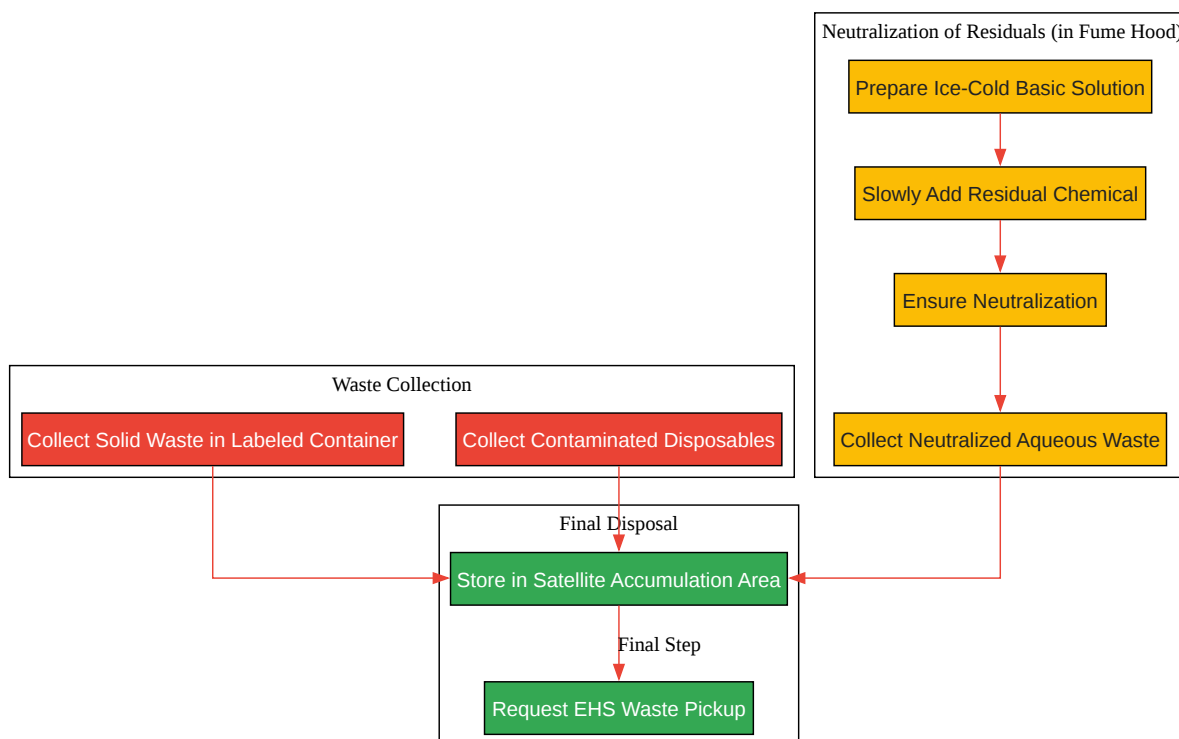 Neutralization of Residuals (in Fume Hood)
Prepare Ice-Cold Basic Solution
Slowly Add Residual Chemical
Ensure Neutralization
Collect Neutralized Aqueous Waste
Waste Collection
Collect Solid Waste in Labeled Container
Collect Contaminated Disposables
Final Disposal
Store in Satellite Accumulation Area
Final Step
Request EHS Waste Pickup